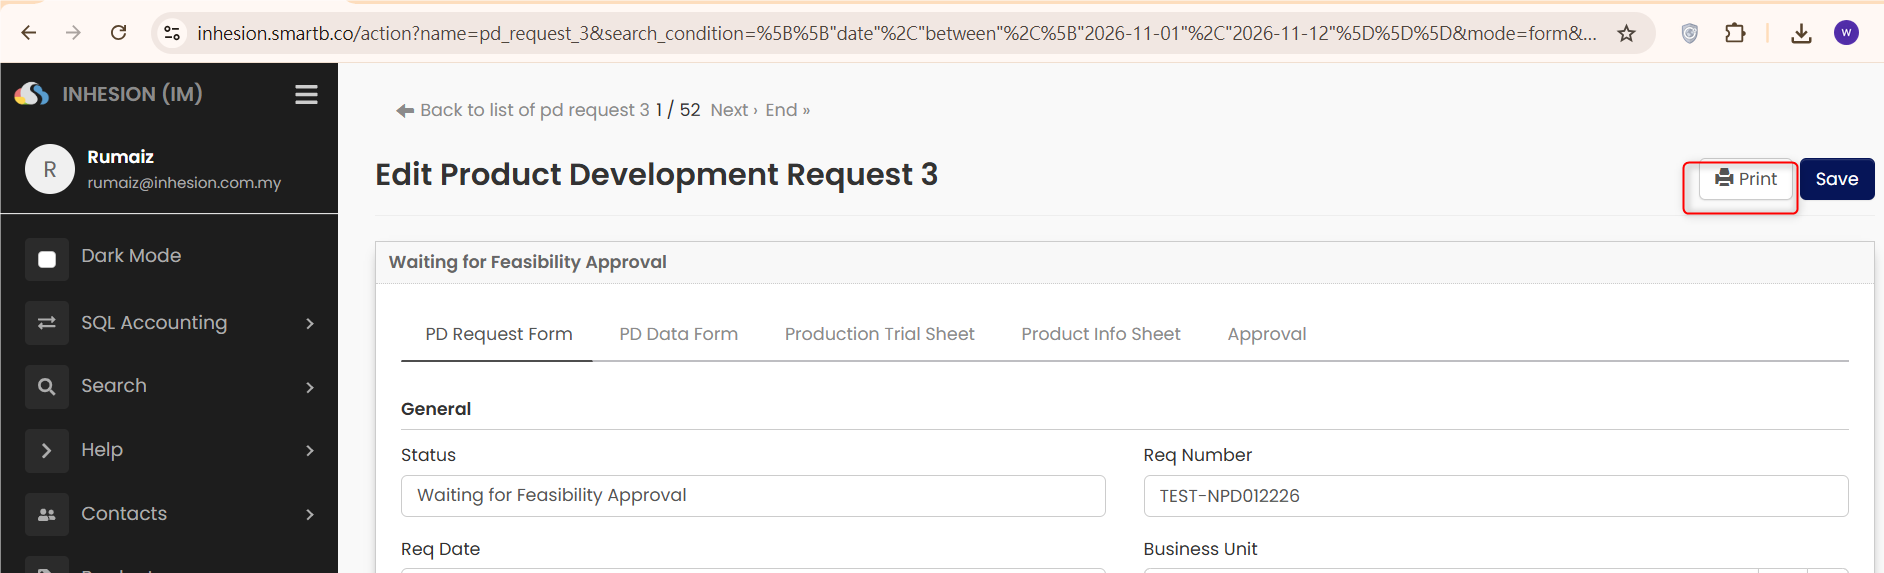 inhesion.smartb.co/action?name=pd_request_3&search_condition=%5B%5B"date"%2C"between"%2C%5B"2026-11-01"%2C"2026-11-12"%5D%5D%5D&mode=form&...
W
INHESION (IM)
R
Rumaiz
rumaiz@inhesion.com.my
Dark Mode
SQL Accounting
Search
Help
Contacts
Back to list of pd request 3 1 / 52 Next › End »
Edit Product Development Request 3
Print
Save
Waiting for Feasibility Approval
PD Request Form
PD Data Form
Production Trial Sheet
Product Info Sheet
Approval
General
Status
Req Number
Waiting for Feasibility Approval
TEST-NPD012226
Req Date
Business Unit